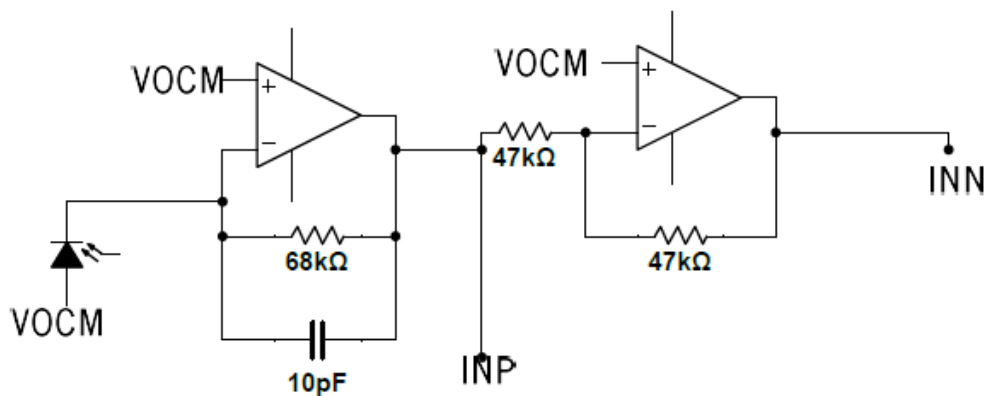 VOCM
+
−
VOCM
+
−
47kΩ
INN
68kΩ
47kΩ
VOCM
10pF
INP